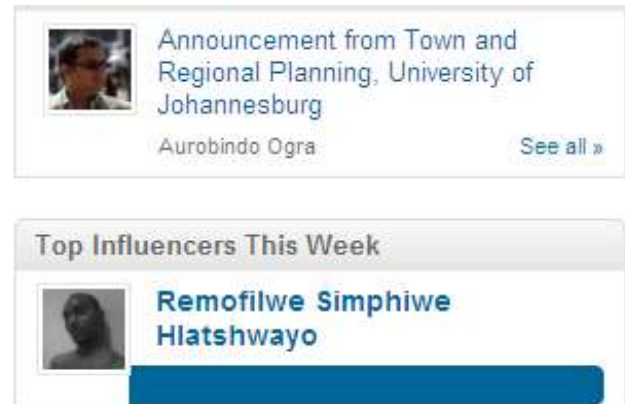 Announcement from Town and
Regional Planning, University of
Johannesburg
Aurobindo Ogra See all »
Top Influencers This Week
Remofilwe Simphiwe
Hlatshwayo